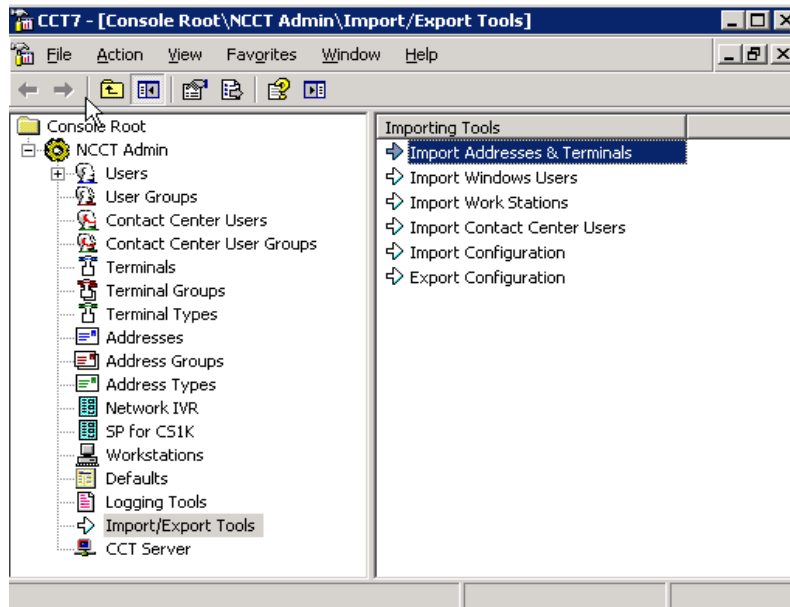 CCT7 - [Console Root\NCCT Admin\Import/Export Tools]
File Action View Favorites Window Help
Console Root
NCCT Admin
Users
User Groups
Contact Center Users
Contact Center User Groups
Terminals
Terminal Groups
Terminal Types
Addresses
Address Groups
Address Types
Network IVR
SP for CS1K
Workstations
Defaults
Logging Tools
Import/Export Tools
CCT Server
Importing Tools
Import Addresses & Terminals
Import Windows Users
Import Work Stations
Import Contact Center Users
Import Configuration
Export Configuration